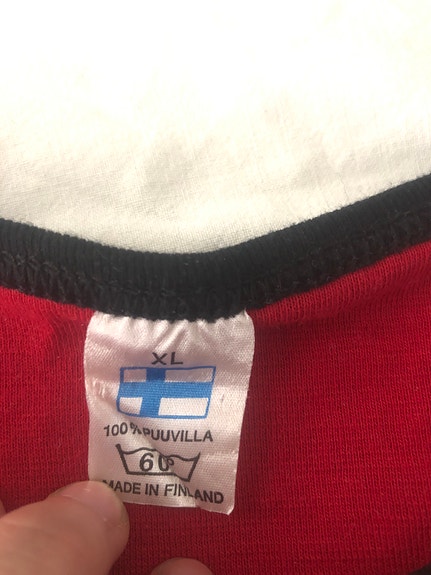 XL
100% PUUVILLA
60°
MADE IN FINLAND